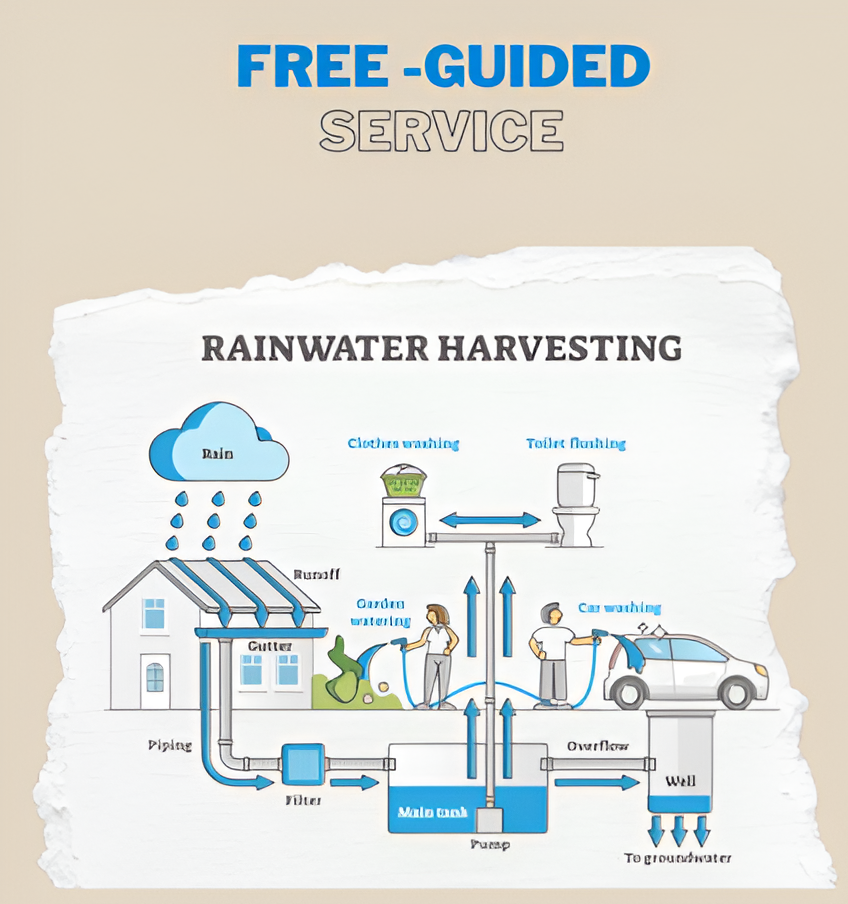 FREE -GUIDED
SERVICE
RAINWATER HARVESTING
Rain
Clothes washing
Toilet flushing
Runoff
Garden
watering
Car washing
Gutter
Piping
Overflow
Filter
Main tank
Well
Pump
To groundwater